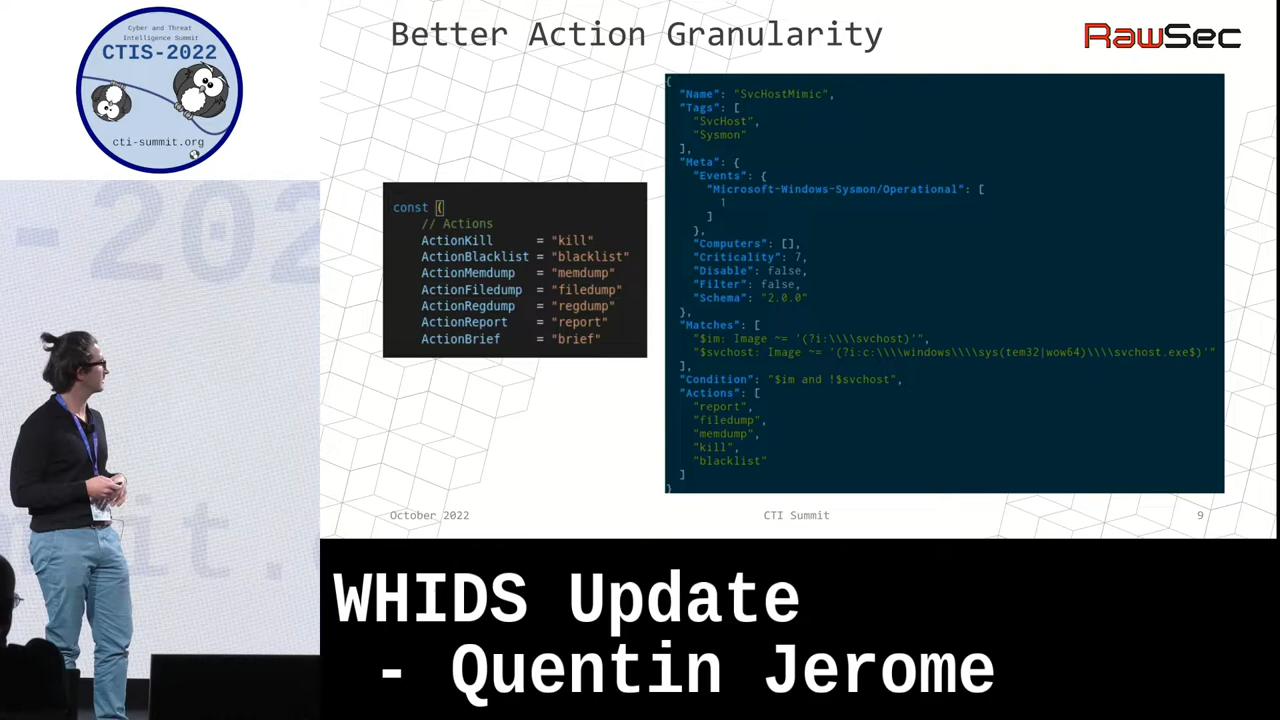 Cyber and Threat
Intelligence Summit
CTIS-2022
cti-summit.org
Better Action Granularity
RawSec
const (
// Actions
ActionKill = "kill"
ActionBlacklist = "blacklist"
ActionMemdump = "memdump"
ActionFiledump = "filedump"
ActionRegdump = "regdump"
ActionReport = "report"
ActionBrief = "brief"
{
"Name": "SvcHostMimic",
"Tags": [
"SvcHost",
"Sysmon"
],
"Meta": {
"Events": {
"Microsoft-Windows-Sysmon/Operational": [
1
]
},
"Computers": [],
"Criticality": 7,
"Disable": false,
"Filter": false,
"Schema": "2.0.0"
},
"Matches": [
"$im: Image ~= '(?i:\\\\svchost)'",
"$svchost: Image ~= '(?i:c:\\\\windows\\\\sys(tem32|wow64)\\\\svchost.exe$)'"
],
"Condition": "$im and !$svchost",
"Actions": [
"report",
"filedump",
"memdump",
"kill",
"blacklist"
]
}
October 2022
CTI Summit
9
-202
mmit.
WHIDS Update
- Quentin Jerome